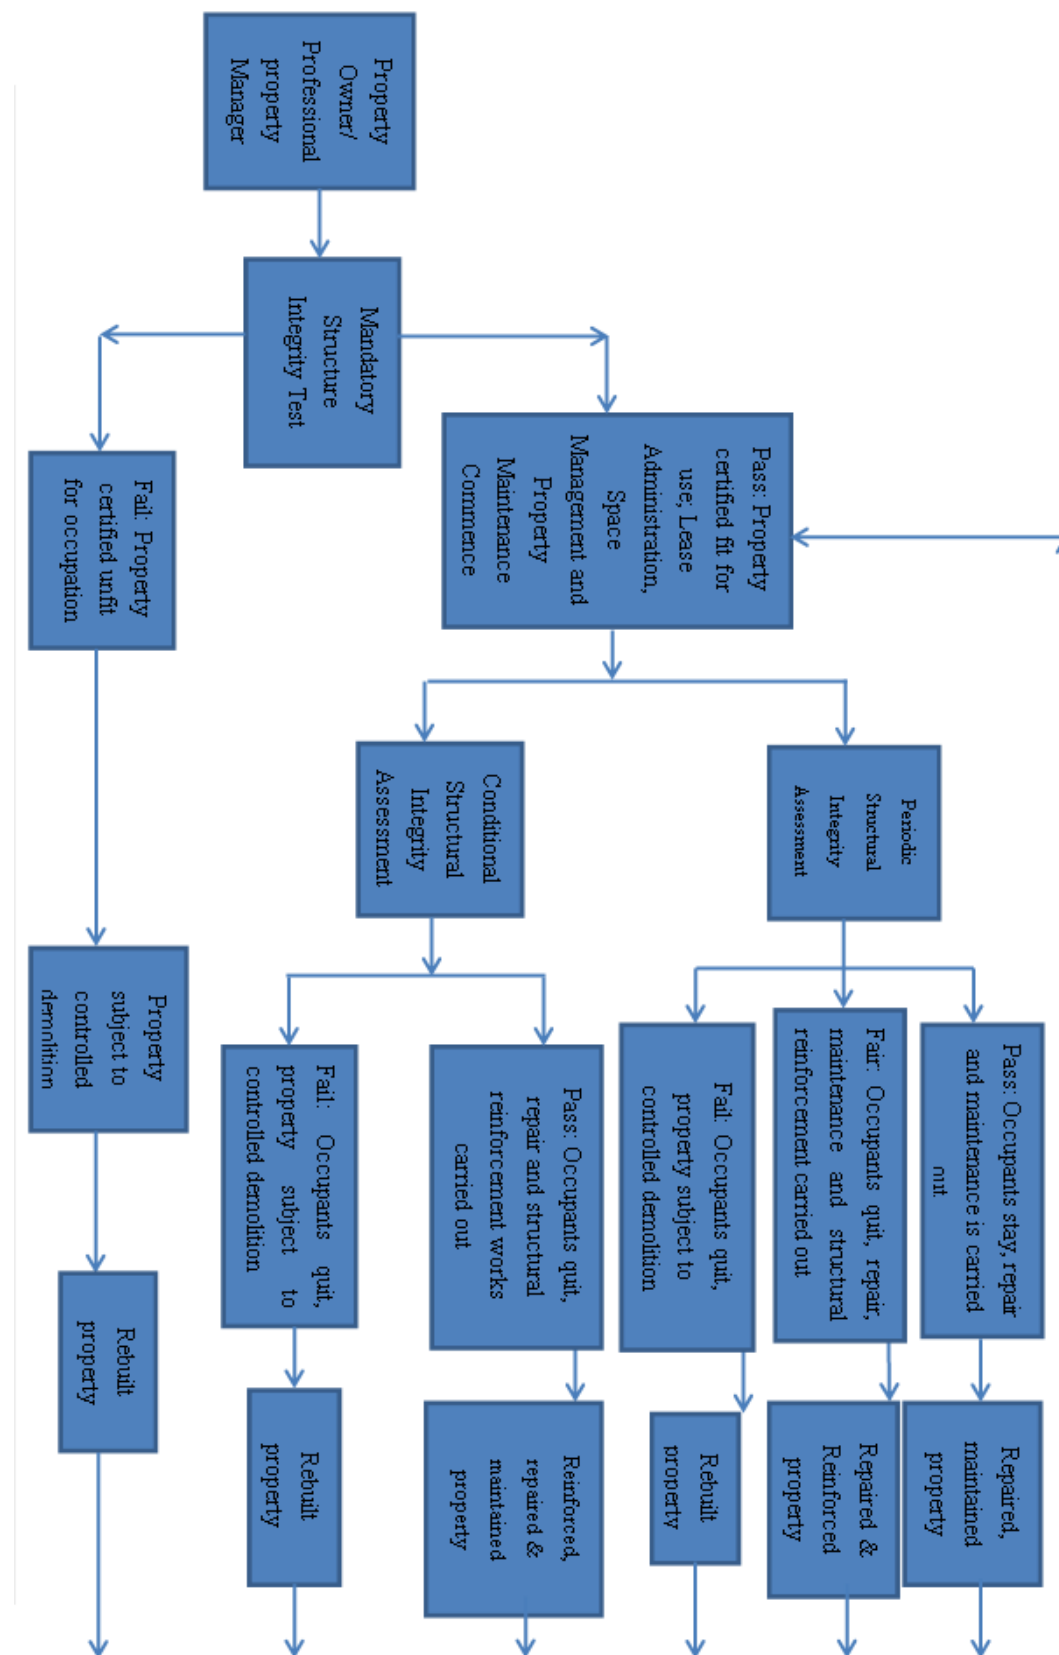 Property
Owner/
Professional
property
Manager
Mandatory
Structure
Integrity Test
Pass: Property
certified fit for
use; Lease
Administration,
Space
Management and
Property
Maintenance
Commence
Fail: Property
certified unfit
for occupation
Periodic
Structural
Integrity
Assessment
Conditional
Structural
Integrity
Assessment
Property
subject to
controlled
demolition
Pass: Occupants stay, repair
and maintenance is carried
out.
Fair: Occupants quit, repair,
maintenance and structural
reinforcement carried out
Fail: Occupants quit,
property subject to
controlled demolition
Pass: Occupants quit,
repair and structural
reinforcement works
carried out
Fail: Occupants quit,
property subject to
controlled demolition
Repaired,
maintained
property
Repaired &
Reinforced
property
Rebuilt
property
Reinforced,
repaired &
maintained
property
Rebuilt
property
Rebuilt
property